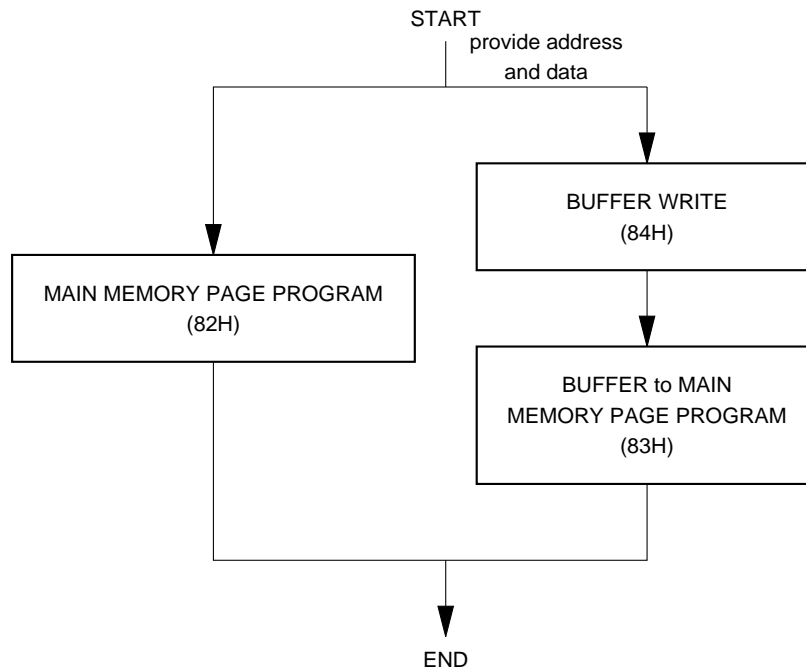 START
provide address
and data
BUFFER WRITE
(84H)
MAIN MEMORY PAGE PROGRAM
(82H)
BUFFER to MAIN
MEMORY PAGE PROGRAM
(83H)
END